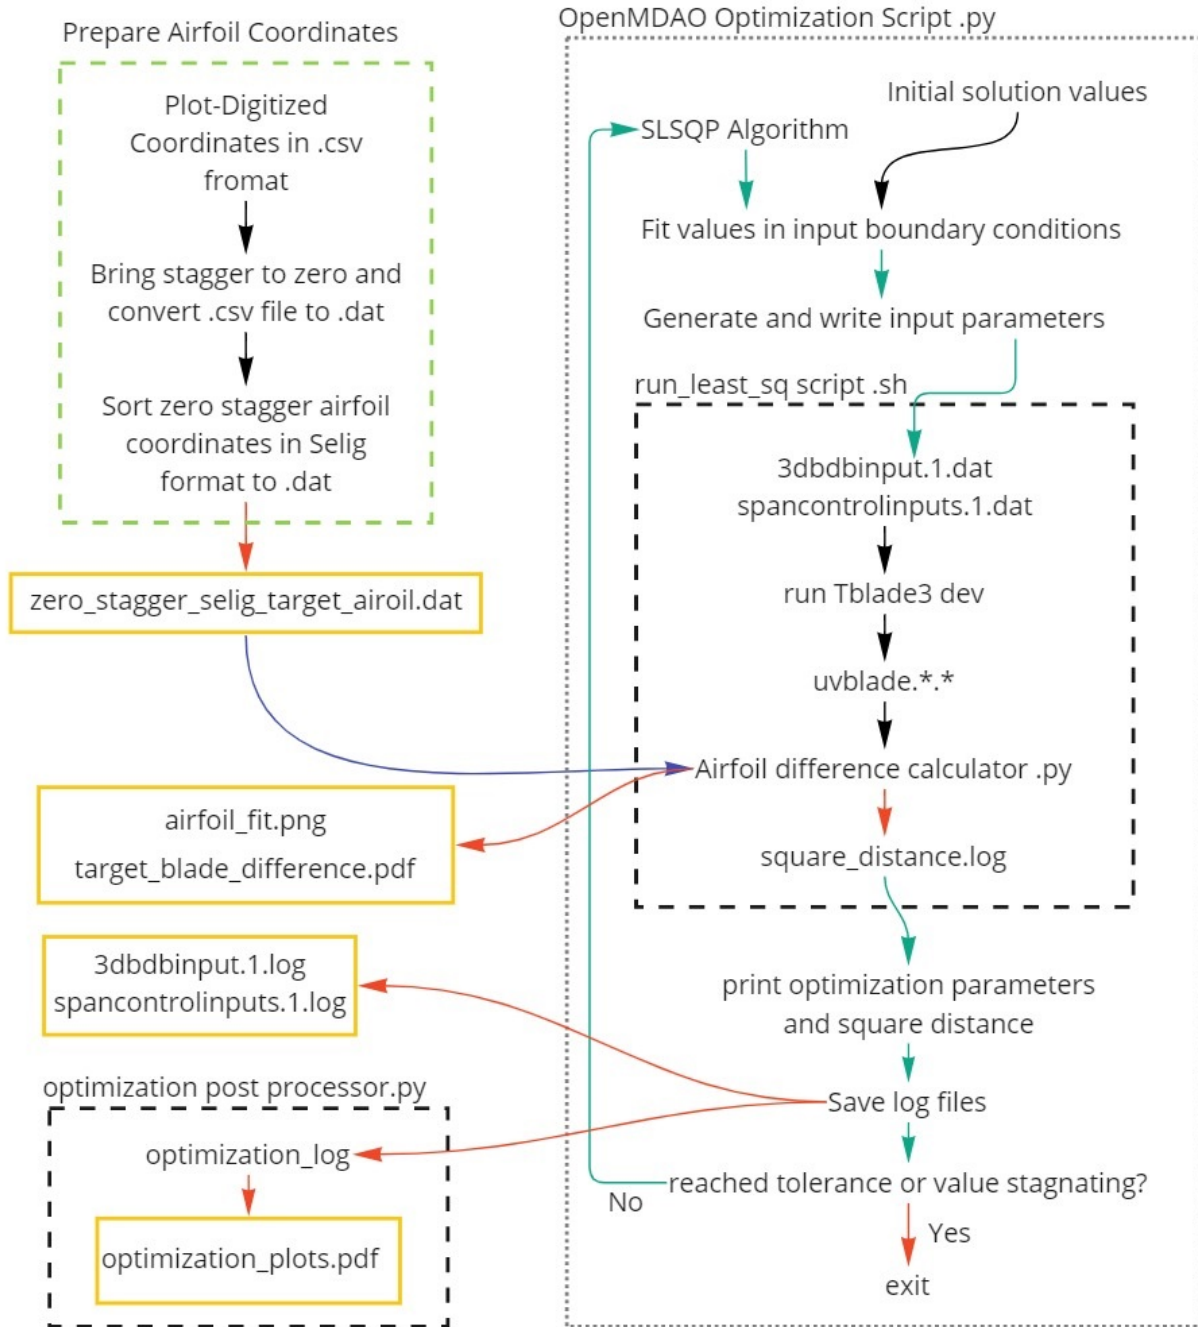 Prepare Airfoil Coordinates
Plot-Digitized
Coordinates in .csv
fromat
Bring stagger to zero and
convert .csv file to .dat
Sort zero stagger airfoil
coordinates in Selig
format to .dat
zero_stagger_selig_target_airoil.dat
airfoil_fit.png
target_blade_difference.pdf
3dbdbinput.1.log
spancontrolinputs.1.log
optimization post processor.py
optimization_log
optimization_plots.pdf
OpenMDAO Optimization Script .py
Initial solution values
SLSQP Algorithm
Fit values in input boundary conditions
Generate and write input parameters
run_least_sq script .sh
3dbdbinput.1.dat
spancontrolinputs.1.dat
run Tblade3 dev
uvblade.*.*
Airfoil difference calculator .py
square_distance.log
print optimization parameters
and square distance
Save log files
reached tolerance or value stagnating?
No
Yes
exit